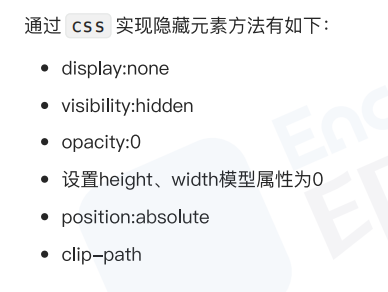 通过 css 实现隐藏元素方法有如下：
display:none
visibility:hidden
opacity:0
设置height、width模型属性为0
position:absolute
clip-path